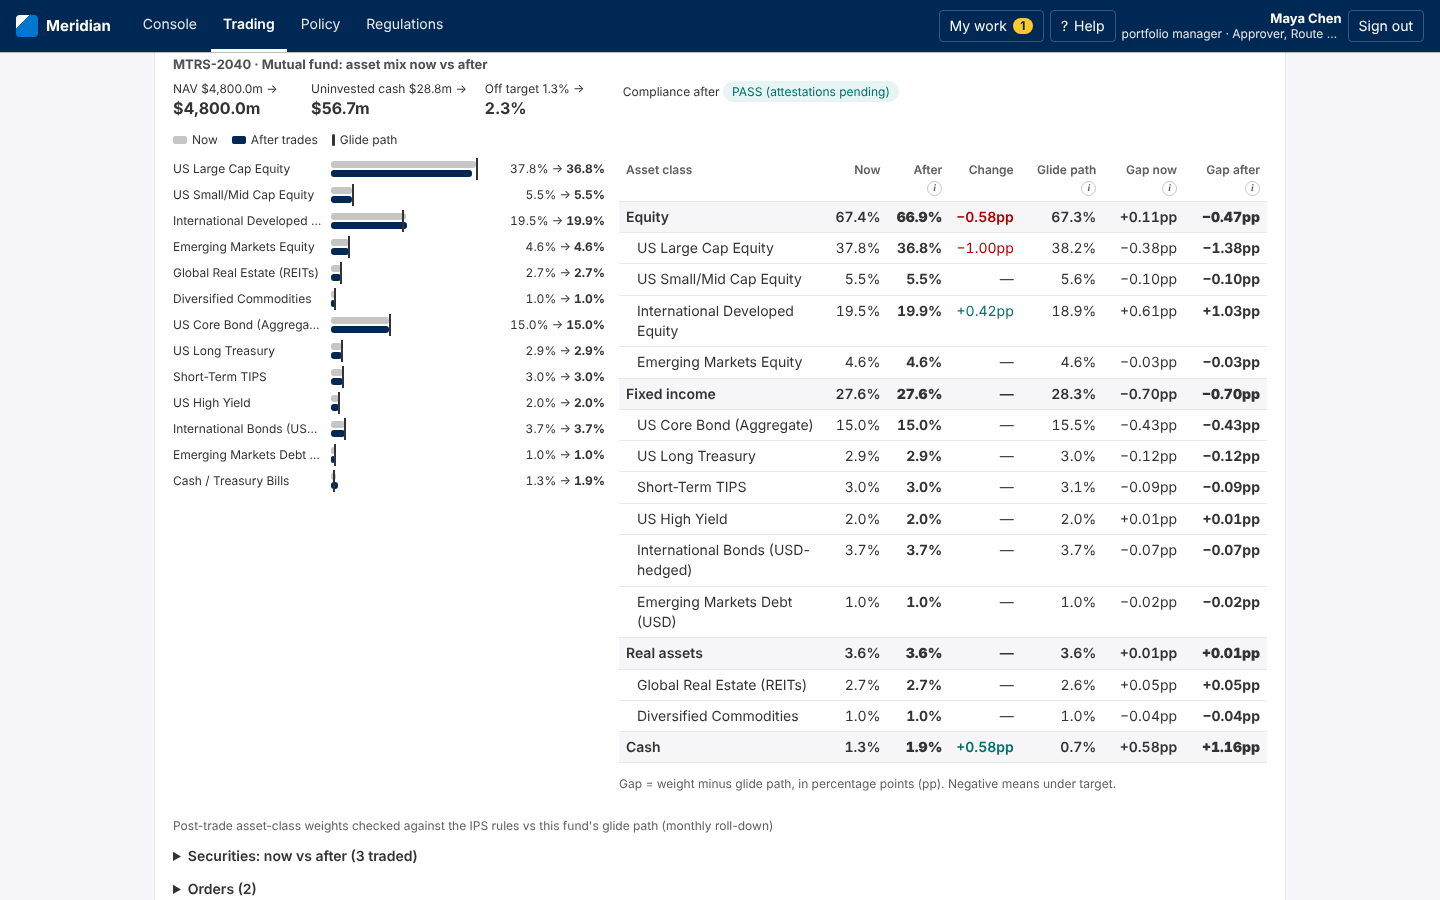 Meridian
Console
Trading
Policy
Regulations
My work 1
? Help
Maya Chen
portfolio manager · Approver, Route ...
Sign out
MTRS-2040 · Mutual fund: asset mix now vs after
NAV $4,800.0m →
$4,800.0m
Uninvested cash $28.8m →
$56.7m
Off target 1.3% →
2.3%
Compliance after PASS (attestations pending)
Now After trades Glide path
US Large Cap Equity 37.8% → 36.8%
US Small/Mid Cap Equity 5.5% → 5.5%
International Developed ... 19.5% → 19.9%
Emerging Markets Equity 4.6% → 4.6%
Global Real Estate (REITs) 2.7% → 2.7%
Diversified Commodities 1.0% → 1.0%
US Core Bond (Aggrega... 15.0% → 15.0%
US Long Treasury 2.9% → 2.9%
Short-Term TIPS 3.0% → 3.0%
US High Yield 2.0% → 2.0%
International Bonds (US... 3.7% → 3.7%
Emerging Markets Debt ... 1.0% → 1.0%
Cash / Treasury Bills 1.3% → 1.9%
Asset class Now After Change Glide path Gap now Gap after
i i i i
Equity 67.4% 66.9% −0.58pp 67.3% +0.11pp −0.47pp
US Large Cap Equity 37.8% 36.8% −1.00pp 38.2% −0.38pp −1.38pp
US Small/Mid Cap Equity 5.5% 5.5% — 5.6% −0.10pp −0.10pp
International Developed 19.5% 19.9% +0.42pp 18.9% +0.61pp +1.03pp
Equity
Emerging Markets Equity 4.6% 4.6% — 4.6% −0.03pp −0.03pp
Fixed income 27.6% 27.6% — 28.3% −0.70pp −0.70pp
US Core Bond (Aggregate) 15.0% 15.0% — 15.5% −0.43pp −0.43pp
US Long Treasury 2.9% 2.9% — 3.0% −0.12pp −0.12pp
Short-Term TIPS 3.0% 3.0% — 3.1% −0.09pp −0.09pp
US High Yield 2.0% 2.0% — 2.0% +0.01pp +0.01pp
International Bonds (USD- 3.7% 3.7% — 3.7% −0.07pp −0.07pp
hedged)
Emerging Markets Debt 1.0% 1.0% — 1.0% −0.02pp −0.02pp
(USD)
Real assets 3.6% 3.6% — 3.6% +0.01pp +0.01pp
Global Real Estate (REITs) 2.7% 2.7% — 2.6% +0.05pp +0.05pp
Diversified Commodities 1.0% 1.0% — 1.0% −0.04pp −0.04pp
Cash 1.3% 1.9% +0.58pp 0.7% +0.58pp +1.16pp
Gap = weight minus glide path, in percentage points (pp). Negative means under target.
Post-trade asset-class weights checked against the IPS rules vs this fund's glide path (monthly roll-down)
▶ Securities: now vs after (3 traded)
▶ Orders (2)